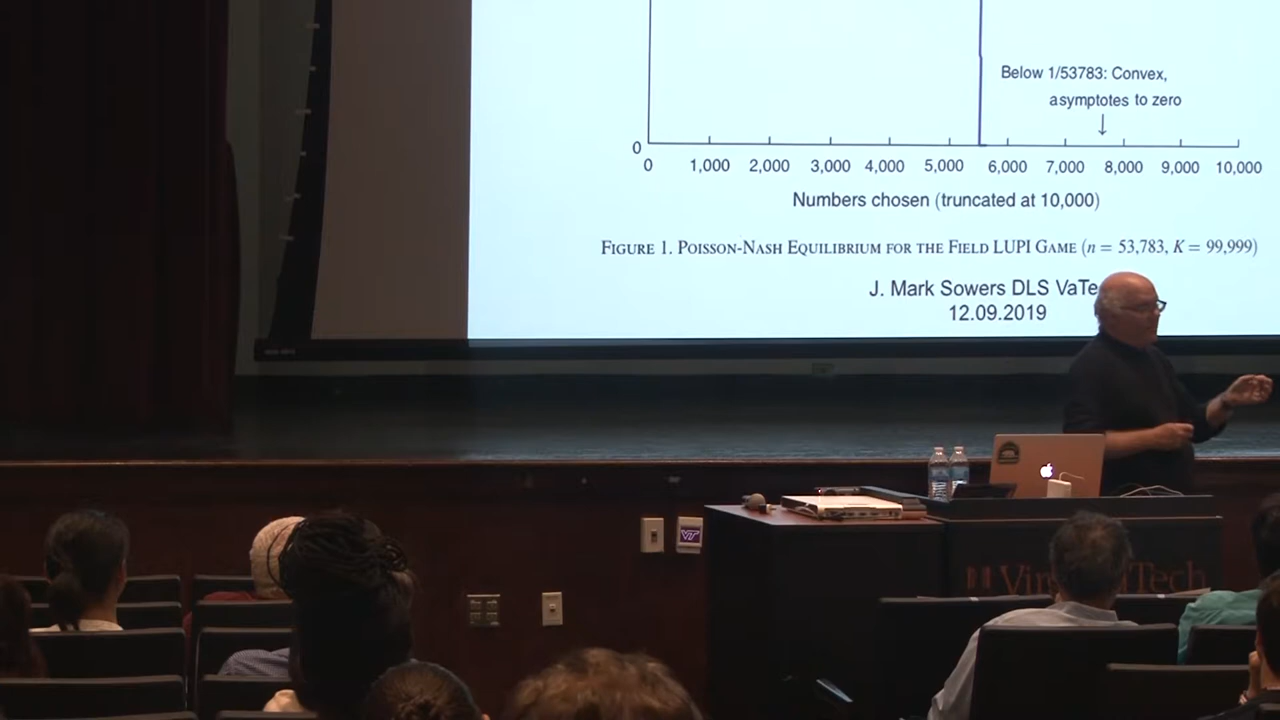 Below 1/53783: Convex,
asymptotes to zero
0
0 1,000 2,000 3,000 4,000 5,000 6,000 7,000 8,000 9,000 10,000
Numbers chosen (truncated at 10,000)
FIGURE 1. POISSON-NASH EQUILIBRIUM FOR THE FIELD LUPI GAME (n = 53,783, K = 99,999)
J. Mark Sowers DLS VaTe
12.09.2019
VT